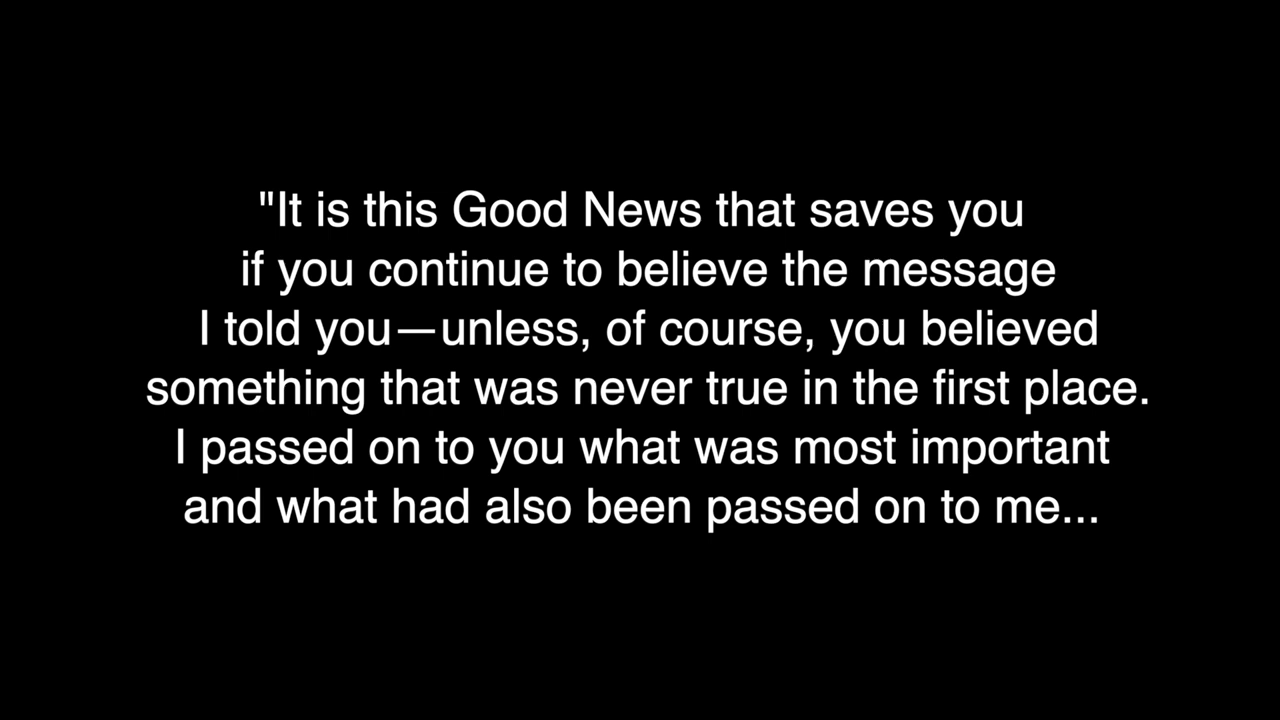 "It is this Good News that saves you
if you continue to believe the message
I told you—unless, of course, you believed
something that was never true in the first place.
I passed on to you what was most important
and what had also been passed on to me...